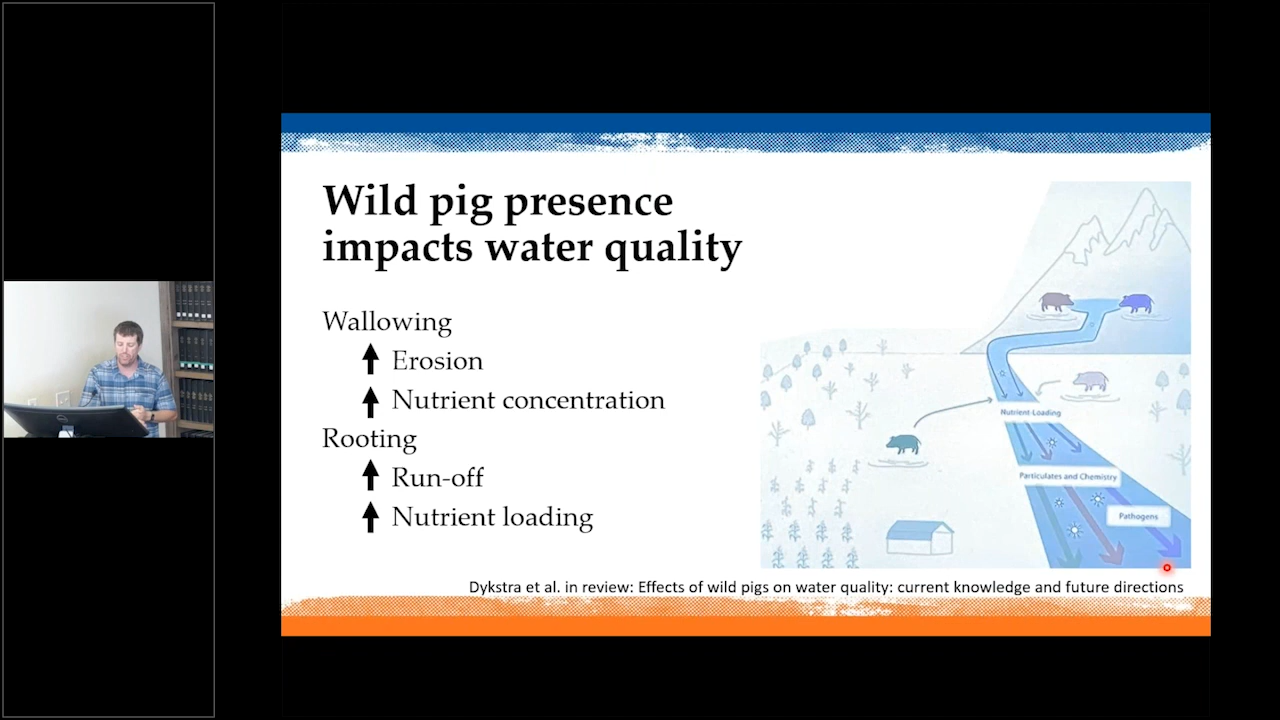 Wild pig presence
impacts water quality
Wallowing
Erosion
Nutrient concentration
Rooting
Run-off
Nutrient loading
Nutrient Loading
Particulates and Chemistry
Pathogens
Dykstra et al. in review: Effects of wild pigs on water quality: current knowledge and future directions